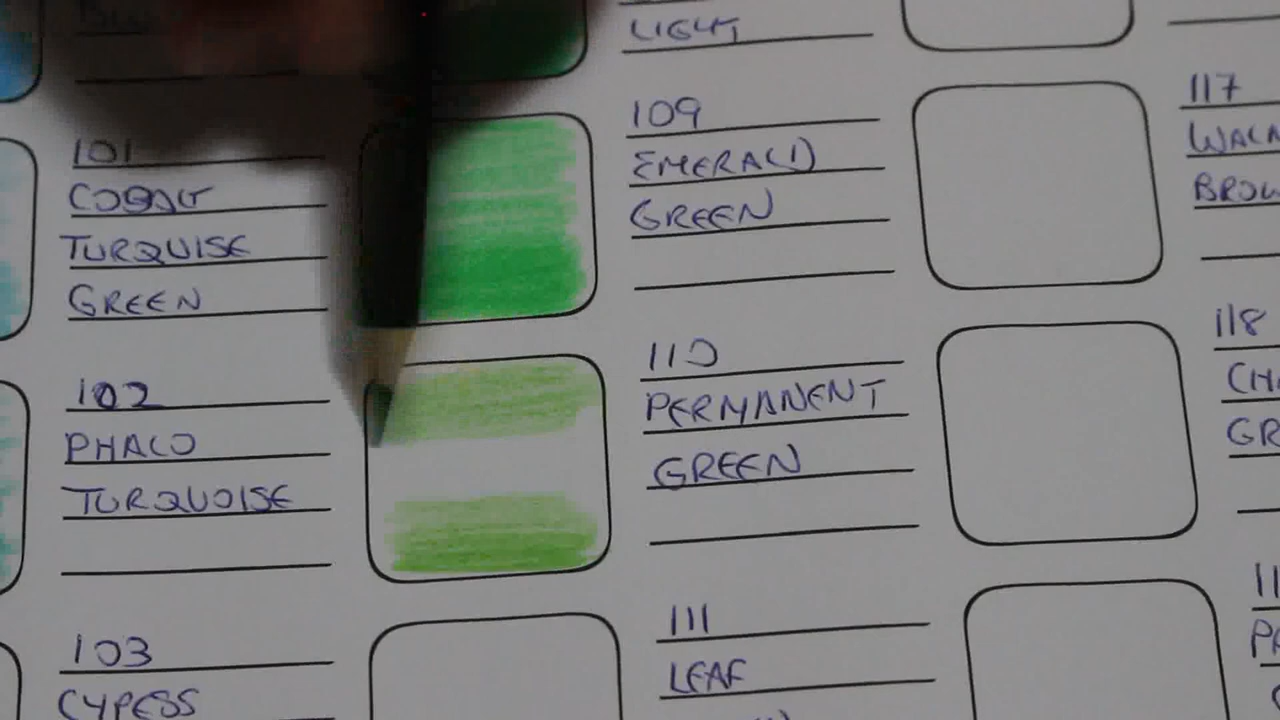 LIGHT
101
COBALT
TURQUISE
GREEN
102
PHALO
TURQUOISE
103
CYPESS
109
EMERALD
GREEN
110
PERMANENT
GREEN
111
LEAF
117
118